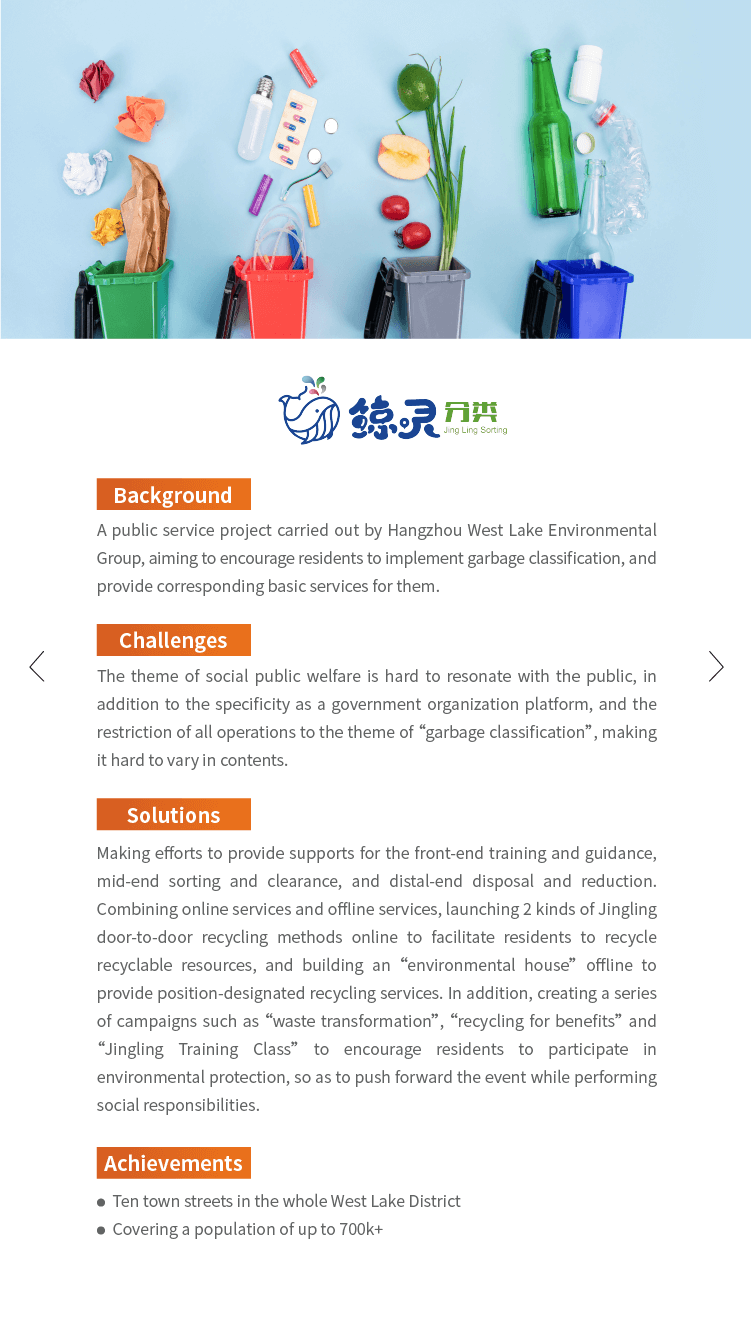 鲸灵分类
Jing Ling Sorting
Background
A public service project carried out by Hangzhou West Lake Environmental
Group, aiming to encourage residents to implement garbage classification, and
provide corresponding basic services for them.
Challenges
The theme of social public welfare is hard to resonate with the public, in
addition to the specificity as a government organization platform, and the
restriction of all operations to the theme of “garbage classification”, making
it hard to vary in contents.
Solutions
Making efforts to provide supports for the front-end training and guidance,
mid-end sorting and clearance, and distal-end disposal and reduction.
Combining online services and offline services, launching 2 kinds of Jingling
door-to-door recycling methods online to facilitate residents to recycle
recyclable resources, and building an “environmental house” offline to
provide position-designated recycling services. In addition, creating a series
of campaigns such as “waste transformation”, “recycling for benefits” and
“Jingling Training Class” to encourage residents to participate in
environmental protection, so as to push forward the event while performing
social responsibilities.
Achievements
● Ten town streets in the whole West Lake District
● Covering a population of up to 700k+